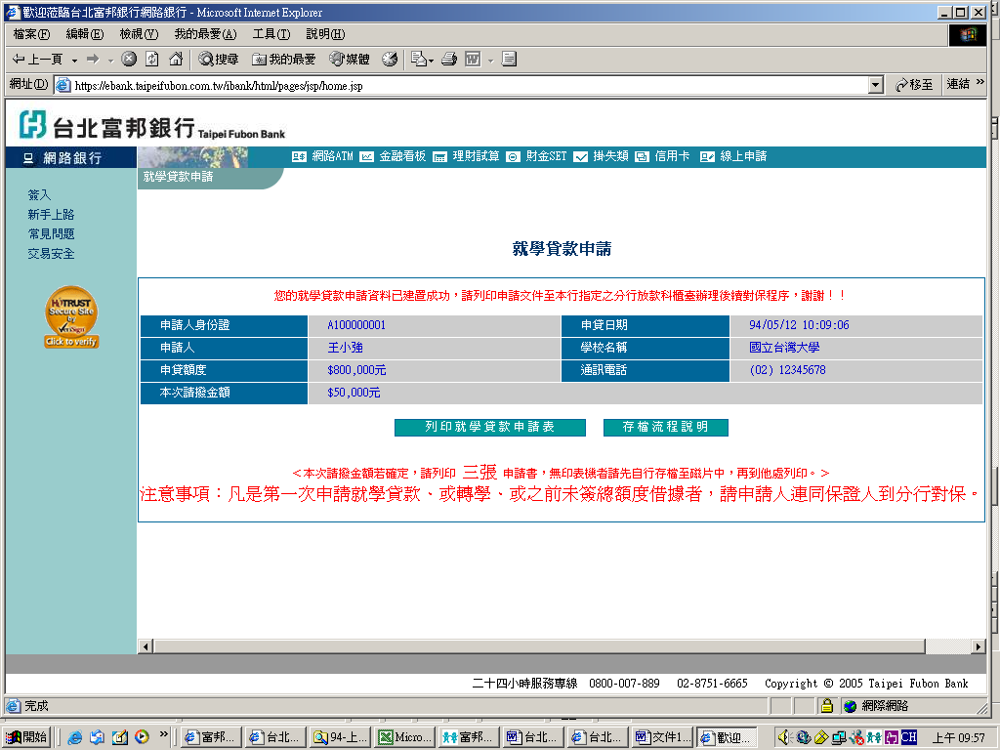 歡迎蒞臨台北富邦銀行網路銀行 - Microsoft Internet Explorer
檔案(F) 編輯(E) 檢視(V) 我的最愛(A) 工具(T) 說明(H)
上一頁 搜尋 我的最愛 媒體
網址(D) https://ebank.taipeifubon.com.tw/ibank/html/pages/jsp/home.jsp 移至 連結 »
台北富邦銀行 Taipei Fubon Bank
網路銀行 網路ATM 金融看板 理財試算 財金SET 掛失類 信用卡 線上申請
就學貸款申請
簽入
新手上路
常見問題
交易安全
HiTRUST
Secure Site
by
VeriSign
Click to verify
就學貸款申請
您的就學貸款申請資料已建置成功，請列印申請文件至本行指定之分行放款科櫃臺辦理後續對保程序，謝謝！！
申請人身份證 A100000001 申貸日期 94/05/12 10:09:06
申請人 王小強 學校名稱 國立台灣大學
申貸額度 $800,000元 通訊電話 (02) 12345678
本次請撥金額 $50,000元
列印就學貸款申請表 存檔流程說明
＜本次請撥金額若確定，請列印 三張 申請書，無印表機者請先自行存檔至磁片中，再到他處列印。＞
注意事項：凡是第一次申請就學貸款、或轉學、或之前未簽總額度借據者，請申請人連同保證人到分行對保。
二十四小時服務專線 0800-007-889 02-8751-6665 Copyright © 2005 Taipei Fubon Bank
完成 網際網路
開始 » 富邦... 台北... 94-上... Micro... 富邦... 台北... 台北... 文件1... 歡迎... CH 上午 09:57